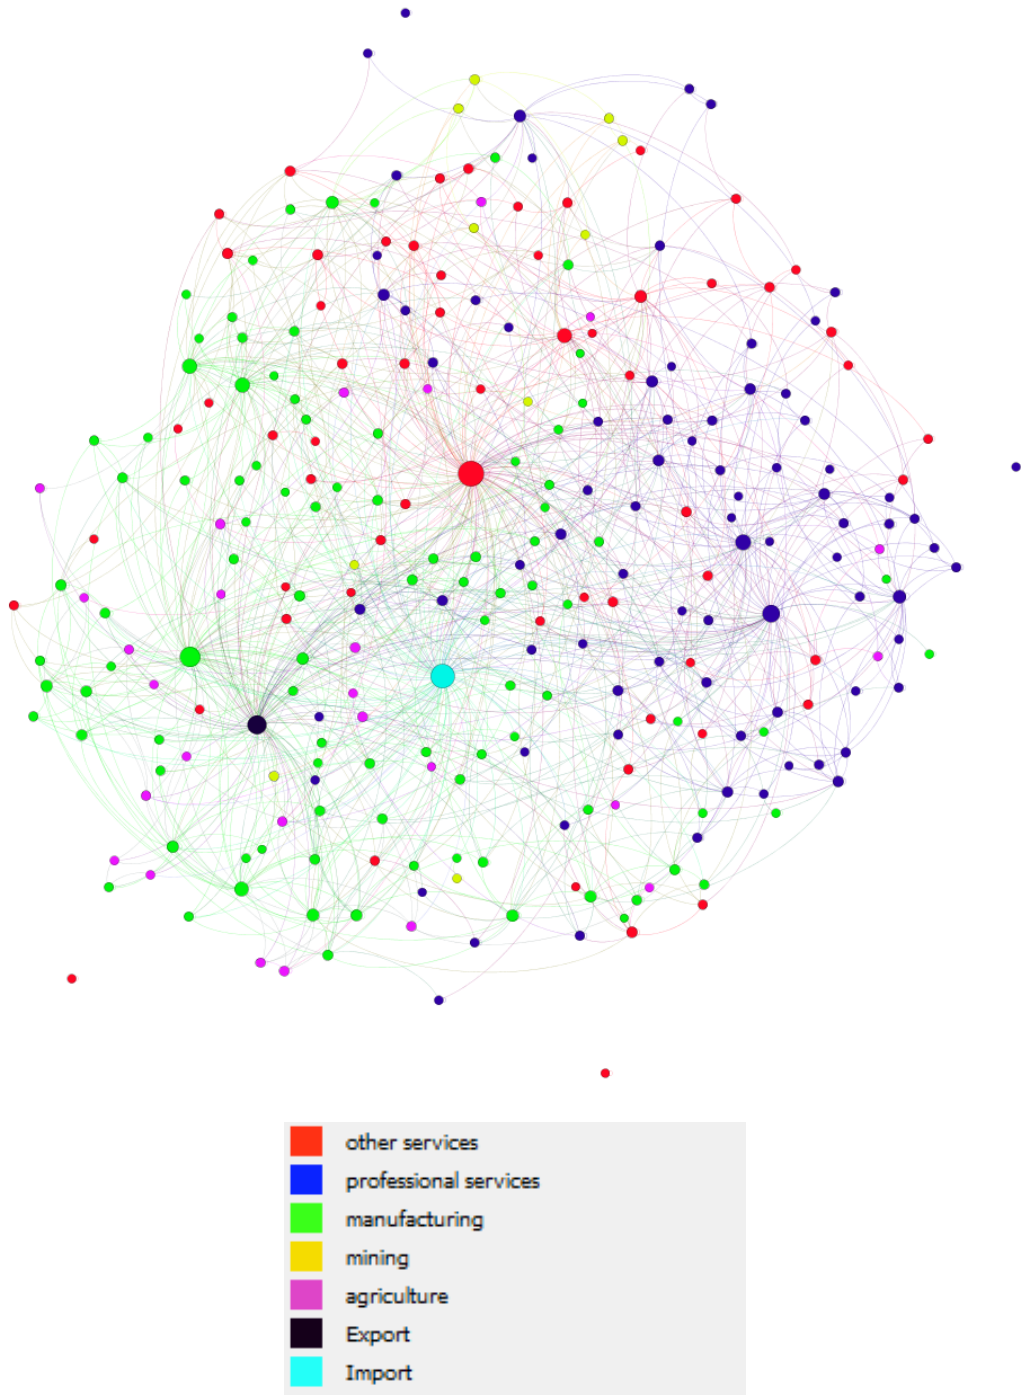 other services
professional services
manufacturing
mining
agriculture
Export
Import